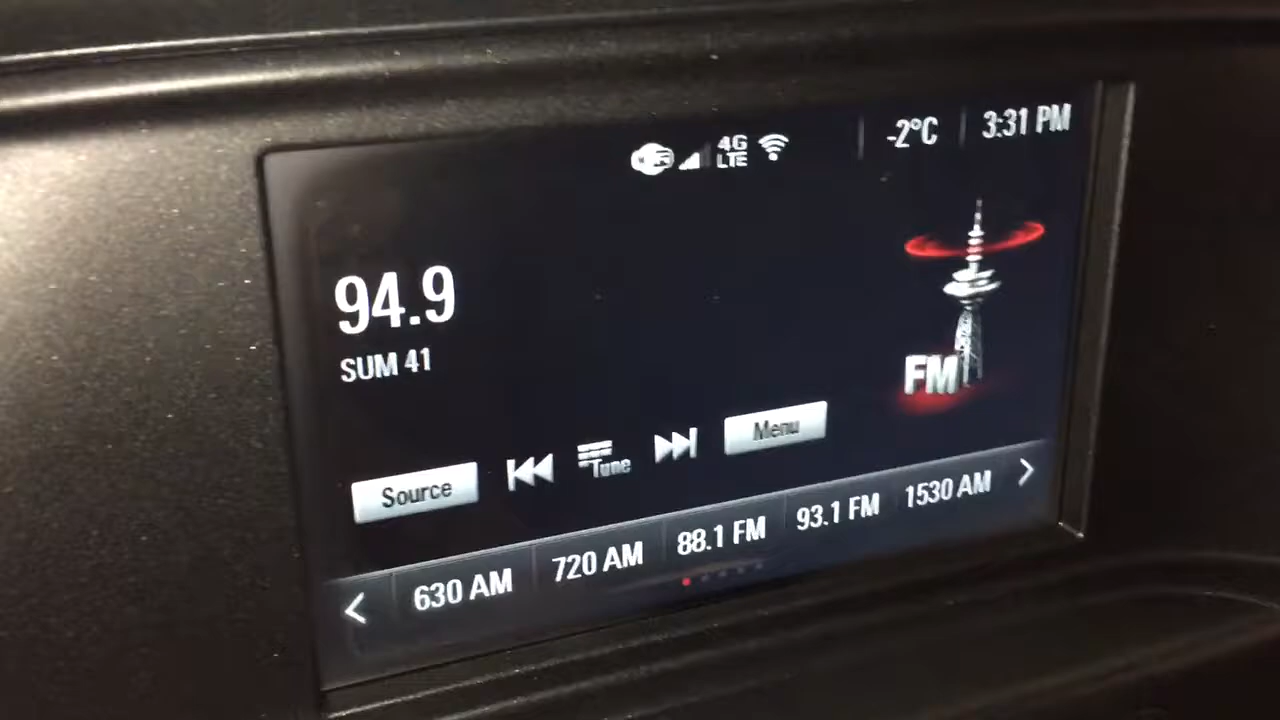 4G
LTE
-2°C
3:31 PM
94.9
SUM 41
FM
Source
Tune
Menu
630 AM
720 AM
88.1 FM
93.1 FM
1530 AM